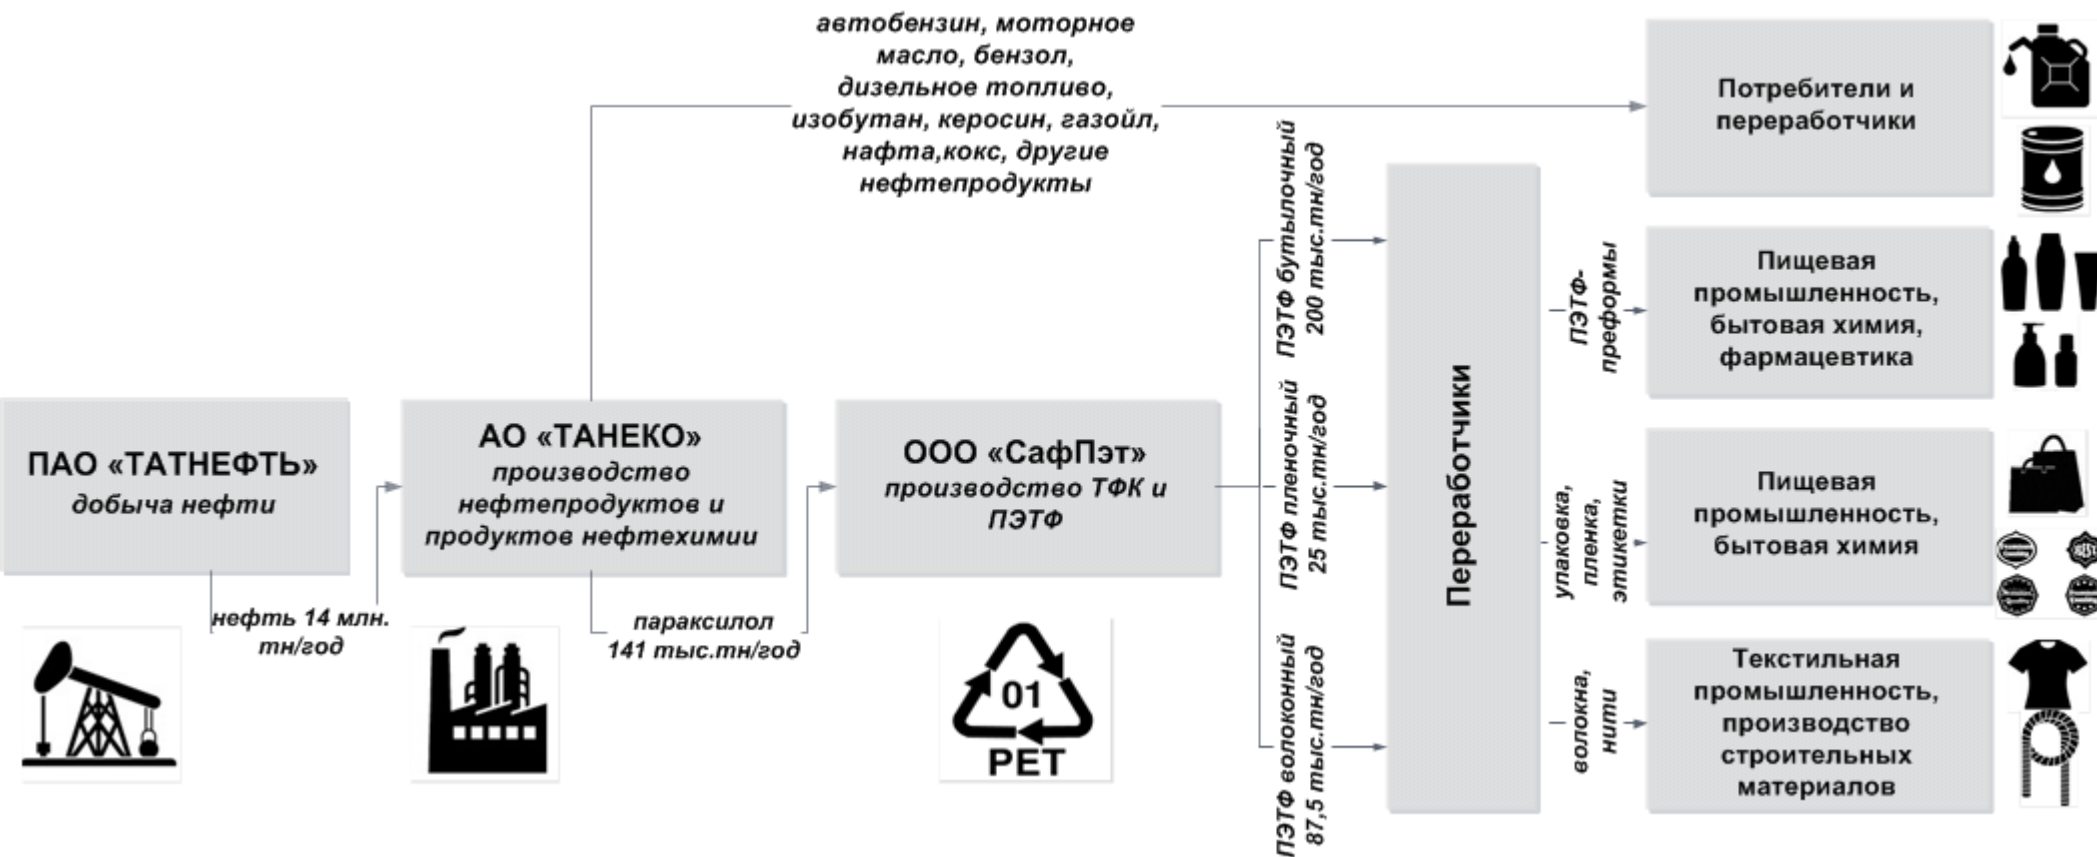 автобензин, моторное
масло, бензол,
дизельное топливо,
изобутан, керосин, газойл,
нафта,кокс, другие
нефтепродукты
Потребители и
переработчики
ПАО «ТАТНЕФТЬ»
добыча нефти
нефть 14 млн.
тн/год
АО «ТАНЕКО»
производство
нефтепродуктов и
продуктов нефтехимии
параксилол
141 тыс.тн/год
ООО «СафПэт»
производство ТФК и
ПЭТФ
01
PET
ПЭТФ бутылочный
200 тыс.тн/год
ПЭТФ пленочный
25 тыс.тн/год
ПЭТФ волоконный
87,5 тыс.тн/год
Переработчики
ПЭТФ-
преформы
Пищевая
промышленность,
бытовая химия,
фармацевтика
упаковка,
пленка,
этикетки
Пищевая
промышленность,
бытовая химия
волокна,
нити
Текстильная
промышленность,
производство
строительных
материалов